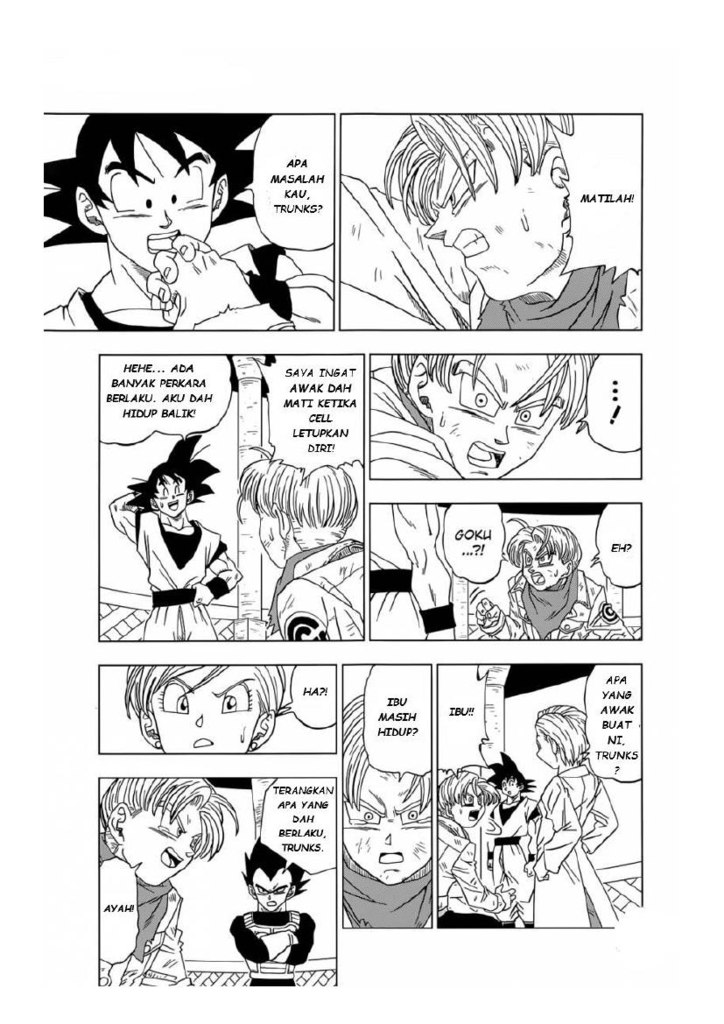 MATILAH!
APA
MASALAH
KAU,
TRUNKS?
...!
EH?
GOKU
...?!
SAYA INGAT
AWAK DAH
MATI KETIKA
CELL
LETUPKAN
DIRI!
HEHE... ADA
BANYAK PERKARA
BERLAKU. AKU DAH
HIDUP BALIK!
APA
YANG
AWAK
BUAT
NI,
TRUNKS
?
IBU!!
IBU
MASIH
HIDUP?
HA?!
TERANGKAN
APA YANG
DAH
BERLAKU,
TRUNKS.
AYAH!